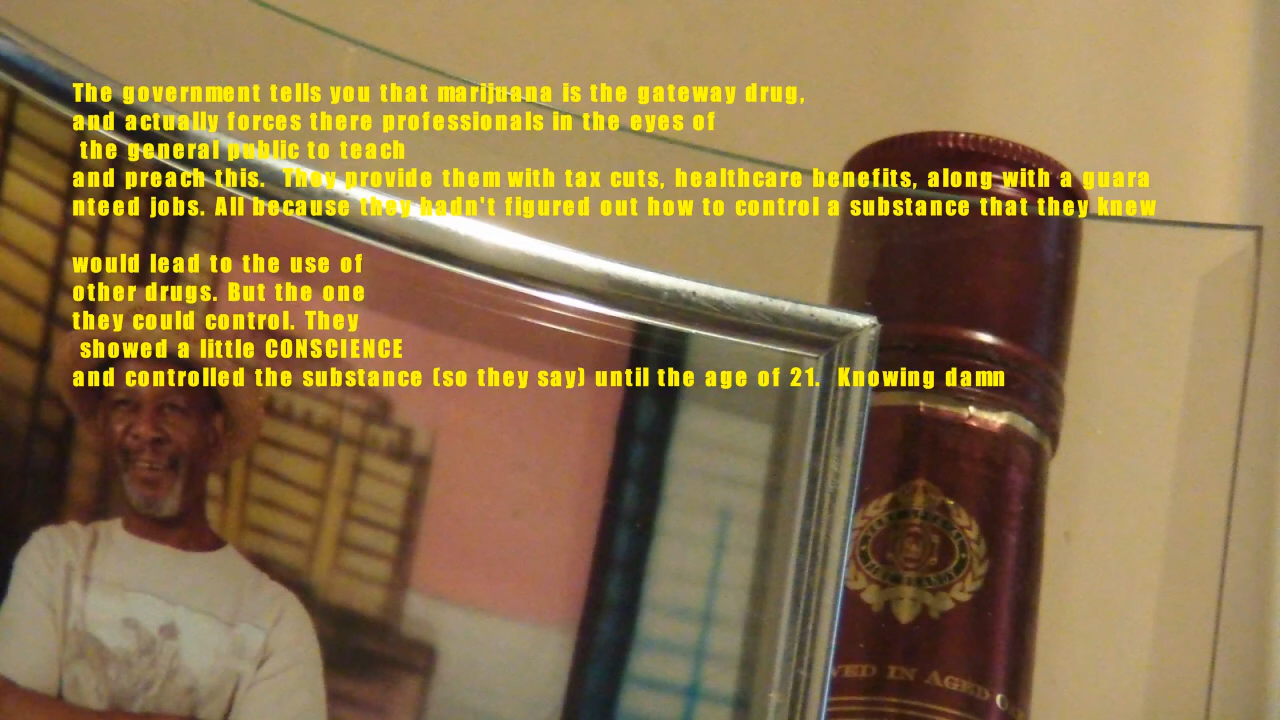 The government tells you that marijuana is the gateway drug,
and actually forces there professionals in the eyes of
the general public to teach
and preach this. They provide them with tax cuts, healthcare benefits, along with a guara
nteed jobs. All because they hadn't figured out how to control a substance that they knew
would lead to the use of
other drugs. But the one
they could control. They
showed a little CONSCIENCE
and controlled the substance (so they say) until the age of 21. Knowing damn
VED IN AGED